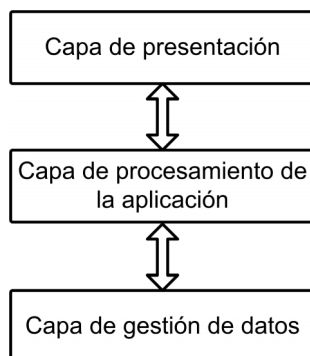 Capa de presentación
Capa de procesamiento de
la aplicación
Capa de gestión de datos